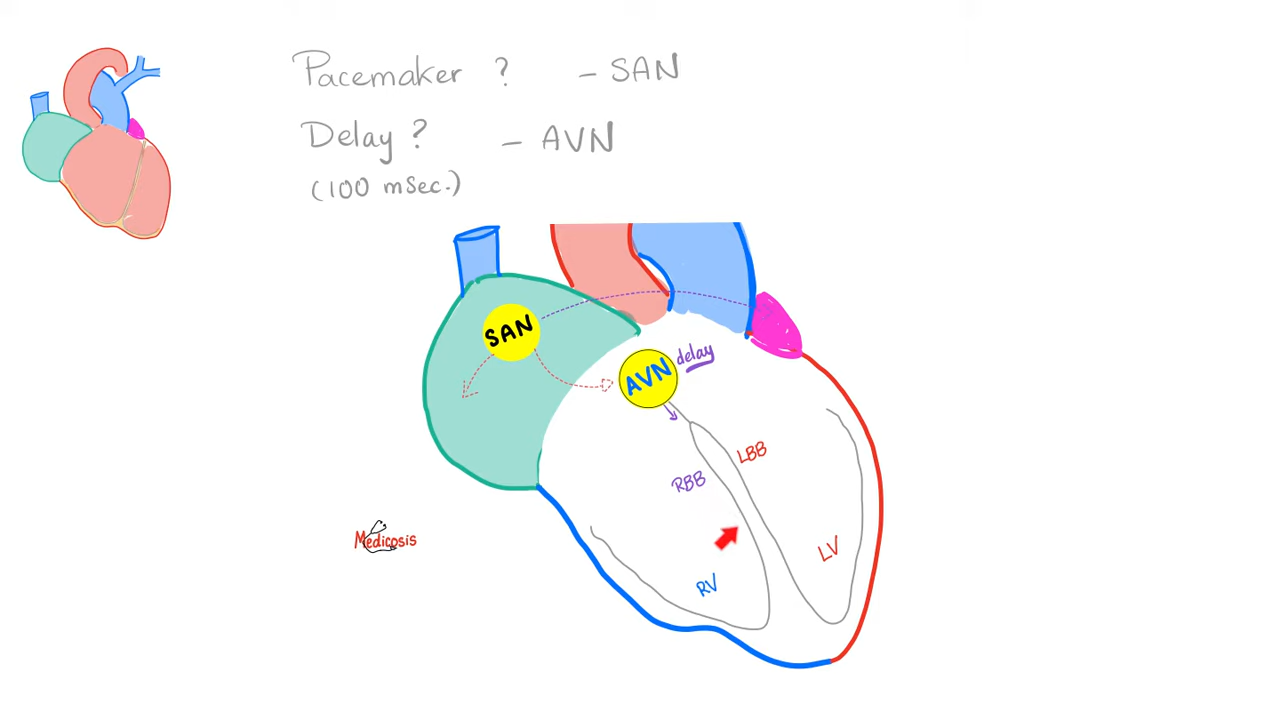 Pacemaker ? – SAN
Delay ? – AVN
(100 msec.)
SAN
AVN
delay
LBB
RBB
Medicosis
LV
RV